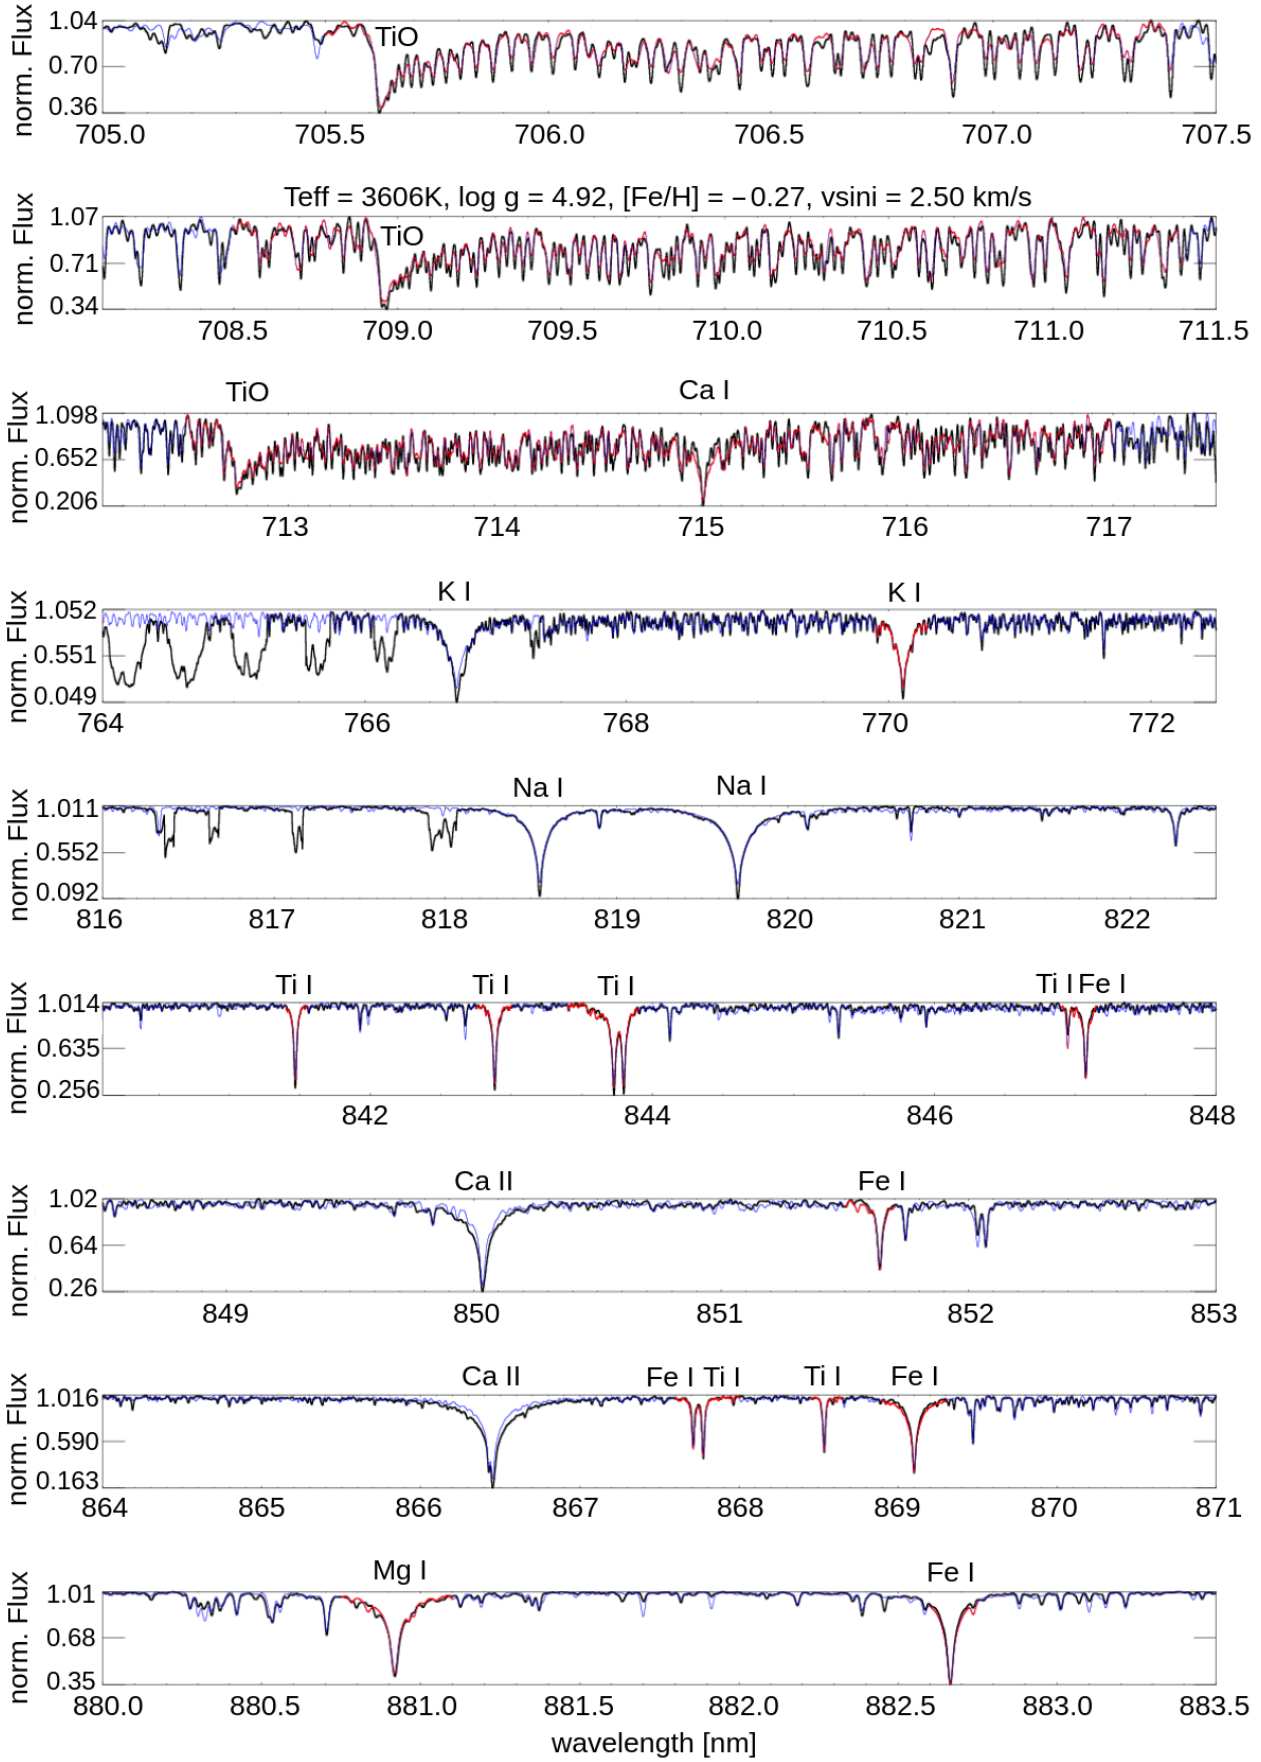 norm. Flux
1.04
0.70
0.36
TiO
705.0 705.5 706.0 706.5 707.0 707.5
Teff = 3606K, log g = 4.92, [Fe/H] = −0.27, vsini = 2.50 km/s
norm. Flux
1.07
0.71
0.34
TiO
708.5 709.0 709.5 710.0 710.5 711.0 711.5
TiO Ca I
norm. Flux
1.098
0.652
0.206
713 714 715 716 717
K I K I
norm. Flux
1.052
0.551
0.049
764 766 768 770 772
Na I Na I
norm. Flux
1.011
0.552
0.092
816 817 818 819 820 821 822
Ti I Ti I Ti I Ti I Fe I
norm. Flux
1.014
0.635
0.256
842 844 846 848
Ca II Fe I
norm. Flux
1.02
0.64
0.26
849 850 851 852 853
Ca II Fe I Ti I Ti I Fe I
norm. Flux
1.016
0.590
0.163
864 865 866 867 868 869 870 871
Mg I Fe I
norm. Flux
1.01
0.68
0.35
880.0 880.5 881.0 881.5 882.0 882.5 883.0 883.5
wavelength [nm]